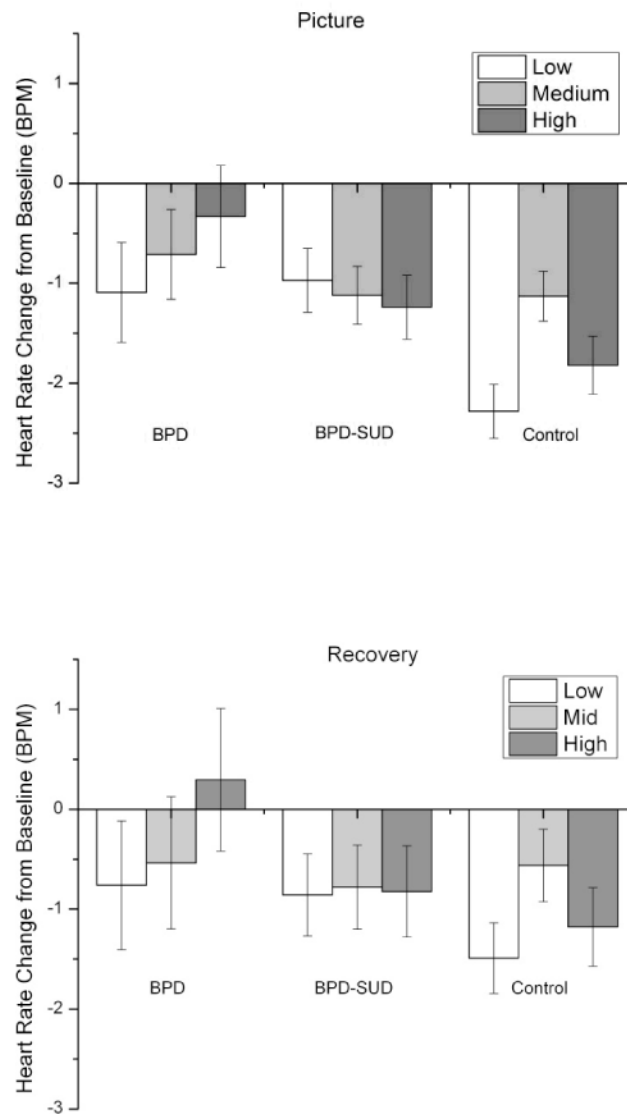 Picture
Heart Rate Change from Baseline (BPM)
1
0
-1
-2
-3
Low
Medium
High
BPD
BPD-SUD
Control
Recovery
Heart Rate Change from Baseline (BPM)
1
0
-1
-2
-3
Low
Mid
High
BPD
BPD-SUD
Control